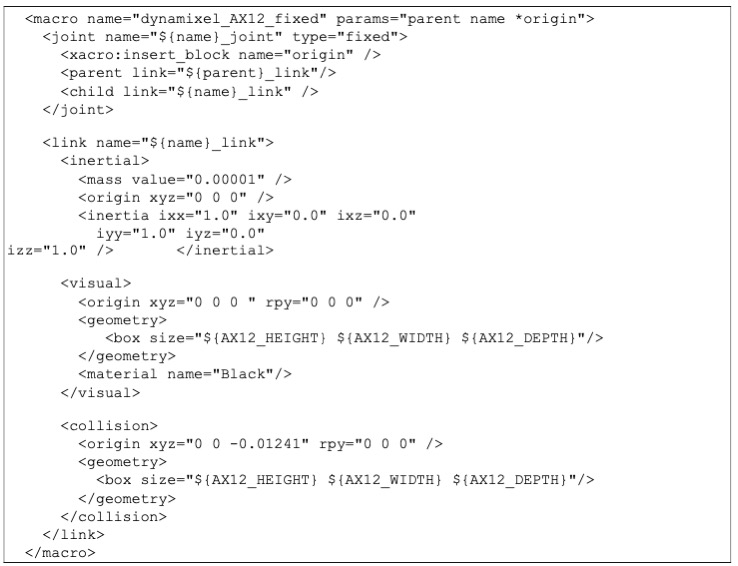 <macro name="dynamixel_AX12_fixed" params="parent name *origin">
<joint name="${name}_joint" type="fixed">
<xacro:insert_block name="origin" />
<parent link="${parent}_link"/>
<child link="${name}_link" />
</joint>
<link name="${name}_link">
<inertial>
<mass value="0.00001" />
<origin xyz="0 0 0" />
<inertia ixx="1.0" ixy="0.0" ixz="0.0"
iyy="1.0" iyz="0.0"
izz="1.0" /> </inertial>
<visual>
<origin xyz="0 0 0 " rpy="0 0 0" />
<geometry>
<box size="${AX12_HEIGHT} ${AX12_WIDTH} ${AX12_DEPTH}"/>
</geometry>
<material name="Black"/>
</visual>
<collision>
<origin xyz="0 0 -0.01241" rpy="0 0 0" />
<geometry>
<box size="${AX12_HEIGHT} ${AX12_WIDTH} ${AX12_DEPTH}"/>
</geometry>
</collision>
</link>
</macro>